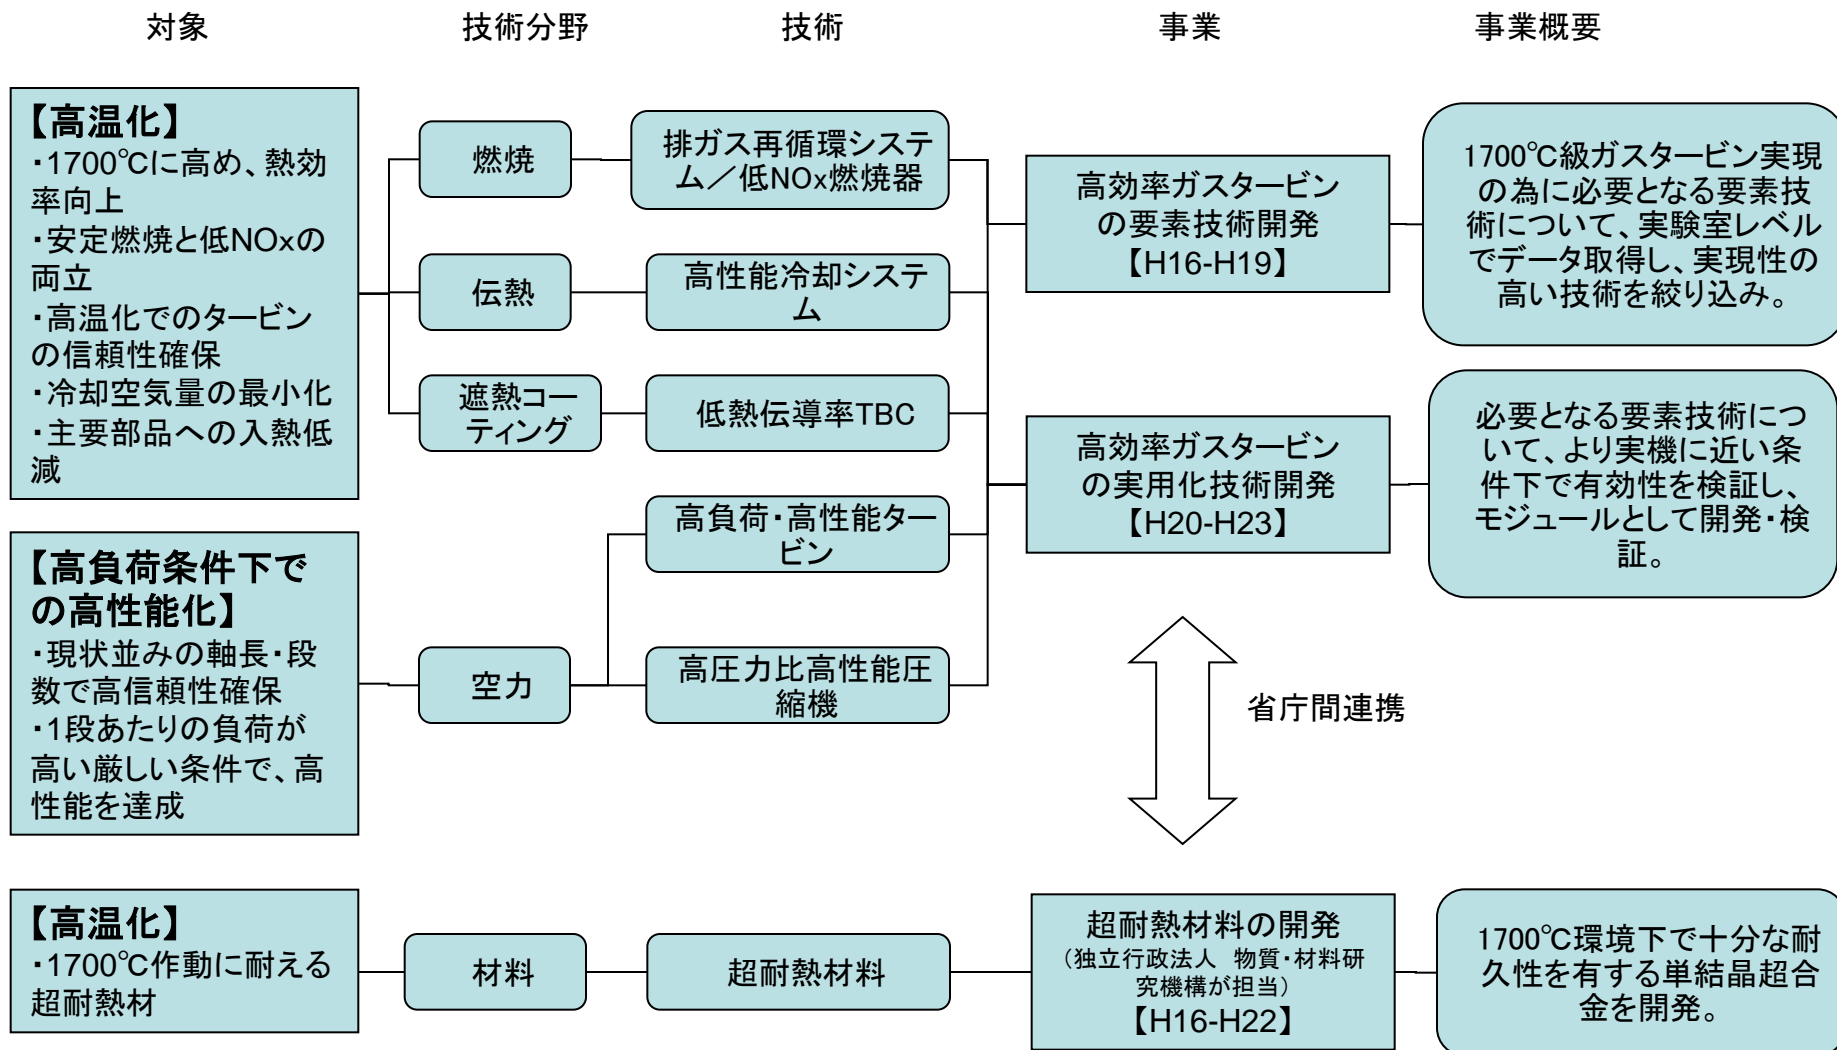 対象
技術分野
技術
事業
事業概要
【高温化】
・1700℃に高め、熱効
率向上
・安定燃焼と低NOxの
両立
・高温化でのタービン
の信頼性確保
・冷却空気量の最小化
・主要部品への入熱低
減
燃焼
排ガス再循環システ
ム／低NOx燃焼器
伝熱
高性能冷却システ
ム
遮熱コー
ティング
低熱伝導率TBC
高効率ガスタービン
の要素技術開発
【H16-H19】
1700℃級ガスタービン実現
の為に必要となる要素技
術について、実験室レベル
でデータ取得し、実現性の
高い技術を絞り込み。
高効率ガスタービン
の実用化技術開発
【H20-H23】
必要となる要素技術につ
いて、より実機に近い条
件下で有効性を検証し、
モジュールとして開発・検
証。
【高負荷条件下で
の高性能化】
・現状並みの軸長・段
数で高信頼性確保
・1段あたりの負荷が
高い厳しい条件で、高
性能を達成
空力
高負荷・高性能ター
ビン
高圧力比高性能圧
縮機
省庁間連携
【高温化】
・1700℃作動に耐える
超耐熱材
材料
超耐熱材料
超耐熱材料の開発
（独立行政法人 物質・材料研
究機構が担当）
【H16-H22】
1700℃環境下で十分な耐
久性を有する単結晶超合
金を開発。